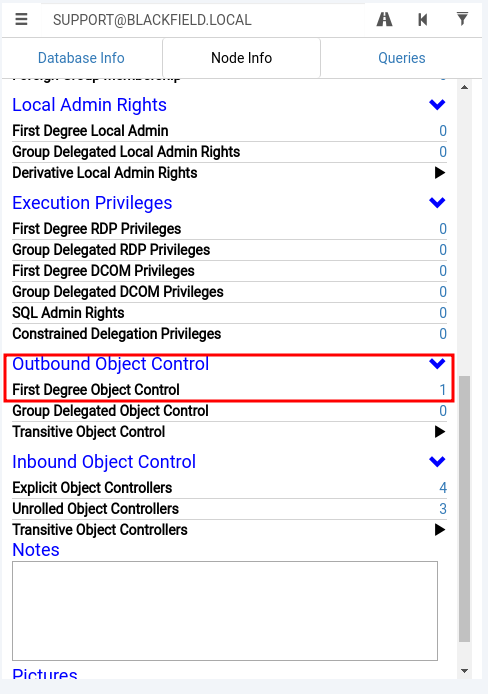 SUPPORT@BLACKFIELD.LOCAL
Database Info Node Info Queries
Foreign Group Membership 0
Local Admin Rights
First Degree Local Admin 0
Group Delegated Local Admin Rights 0
Derivative Local Admin Rights
Execution Privileges
First Degree RDP Privileges 0
Group Delegated RDP Privileges 0
First Degree DCOM Privileges 0
Group Delegated DCOM Privileges 0
SQL Admin Rights 0
Constrained Delegation Privileges 0
Outbound Object Control
First Degree Object Control 1
Group Delegated Object Control 0
Transitive Object Control
Inbound Object Control
Explicit Object Controllers 4
Unrolled Object Controllers 3
Transitive Object Controllers
Notes
Pictures